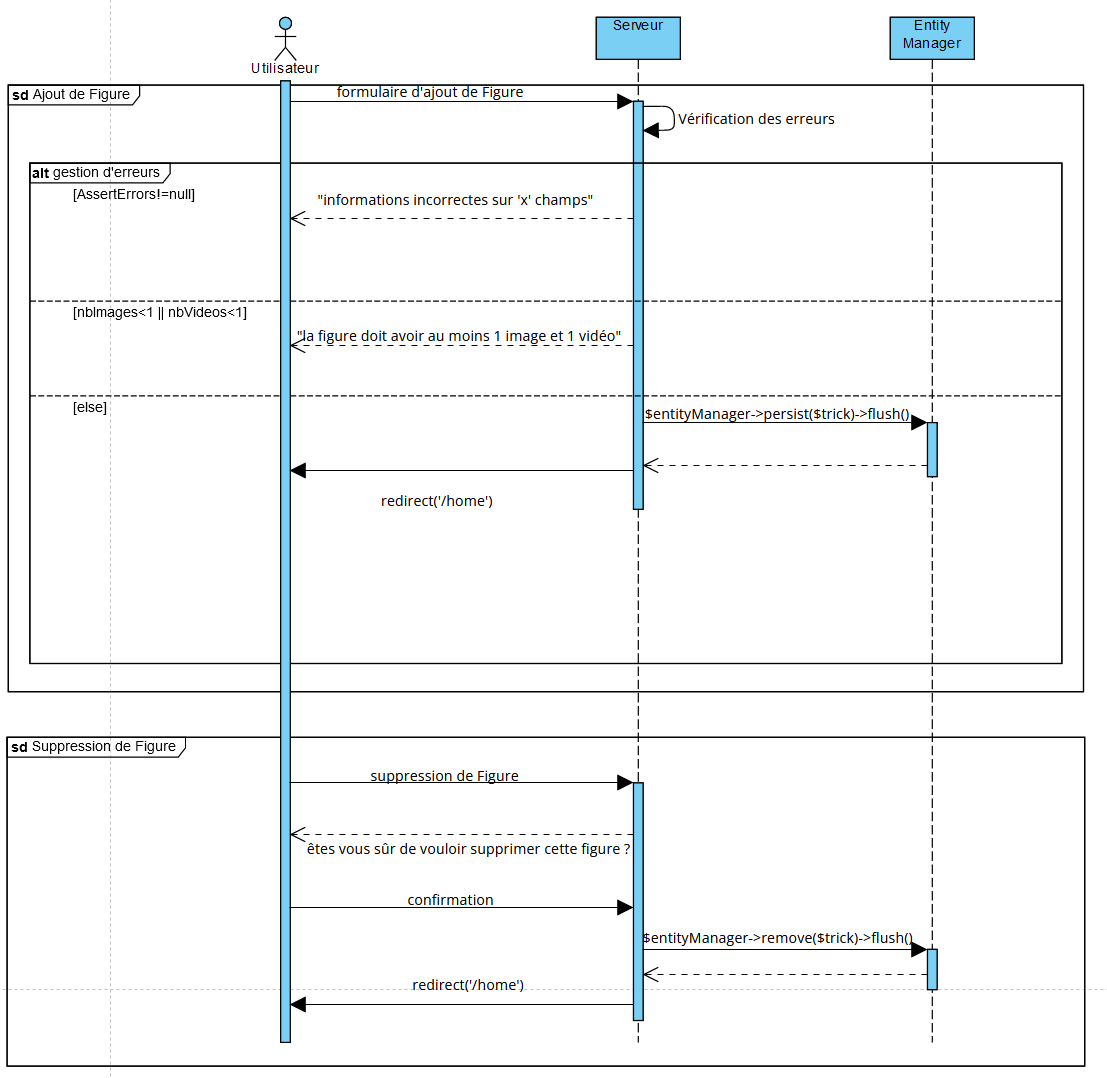 Utilisateur
Serveur
Entity
Manager
sd Ajout de Figure
formulaire d'ajout de Figure
Vérification des erreurs
alt gestion d'erreurs
[AssertErrors!=null]
"informations incorrectes sur 'x' champs"
[nbImages<1 || nbVideos<1]
"la figure doit avoir au moins 1 image et 1 vidéo"
[else]
$entityManager->persist($trick)->flush()
redirect('/home')
sd Suppression de Figure
suppression de Figure
êtes vous sûr de vouloir supprimer cette figure ?
confirmation
$entityManager->remove($trick)->flush()
redirect('/home')